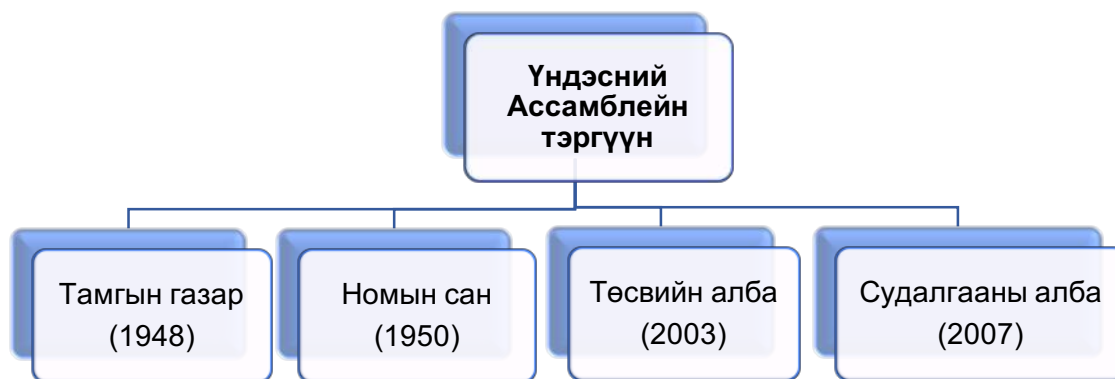 Үндэсний
Ассамблейн
тэргүүн
Тамгын газар
(1948)
Номын сан
(1950)
Төсвийн алба
(2003)
Судалгааны алба
(2007)